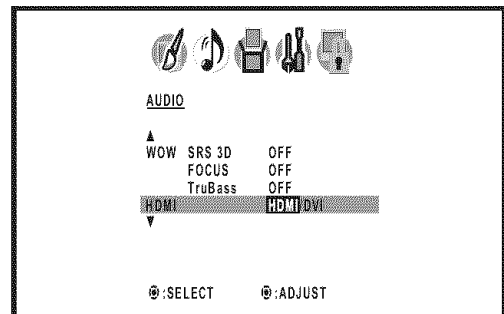 AUDIO
WOW SRS 3D OFF
FOCUS OFF
TruBass OFF
HDMI HDMI/DVI
:SELECT :ADJUST